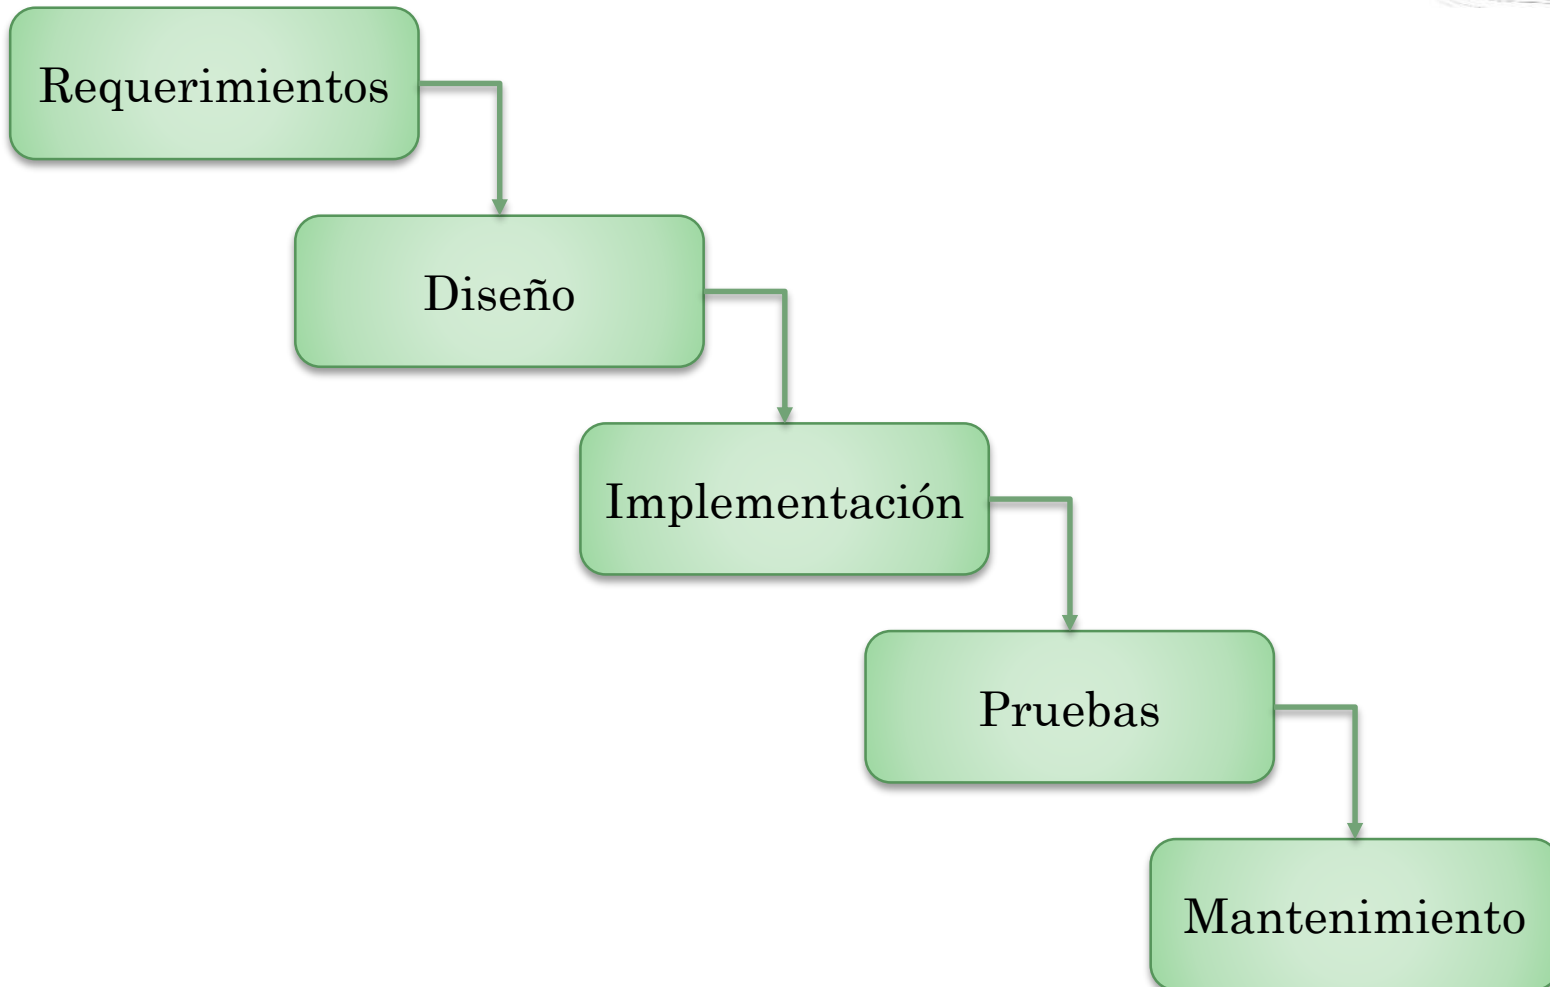 Requerimientos
Diseño
Implementación
Pruebas
Mantenimiento